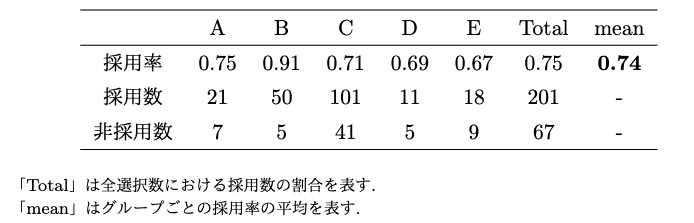 A B C D E Total mean
採用率 0.75 0.91 0.71 0.69 0.67 0.75 0.74
採用数 21 50 101 11 18 201 -
非採用数 7 5 41 5 9 67 -
「Total」は全選択数における採用数の割合を表す.
「mean」はグループごとの採用率の平均を表す.